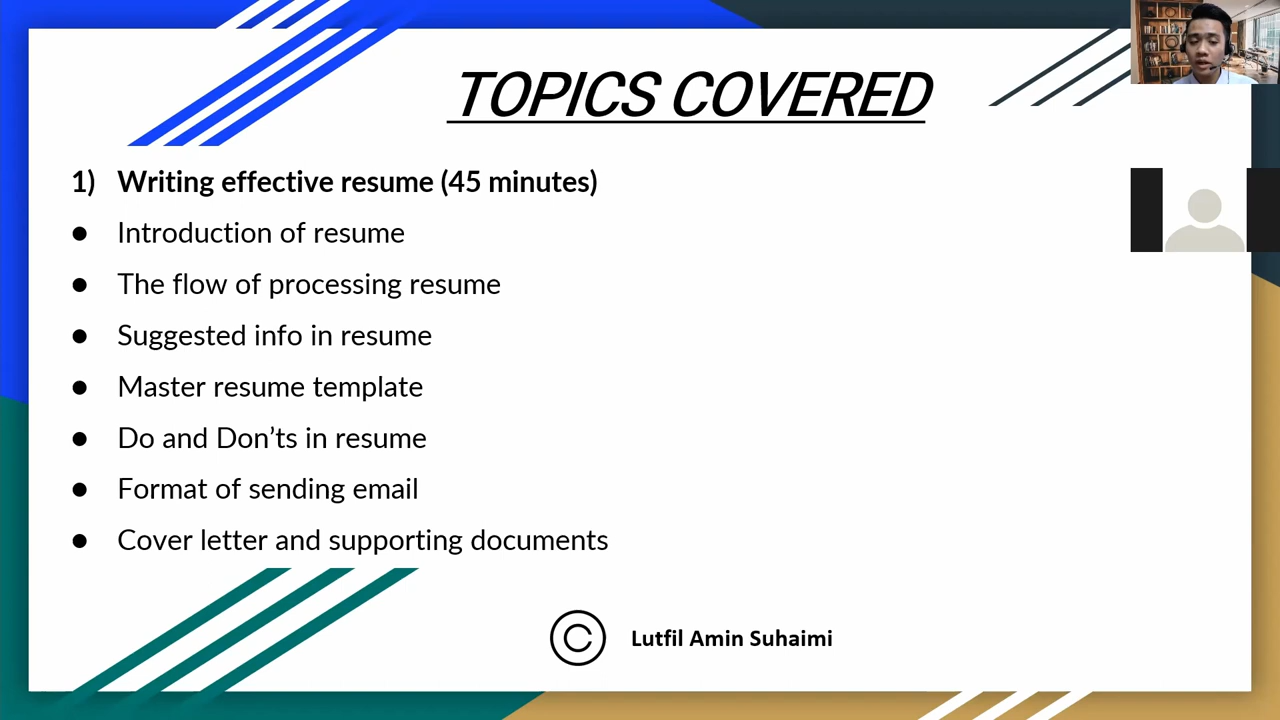 TOPICS COVERED
1) Writing effective resume (45 minutes)
● Introduction of resume
● The flow of processing resume
● Suggested info in resume
● Master resume template
● Do and Don’ts in resume
● Format of sending email
● Cover letter and supporting documents
© Lutfil Amin Suhaimi